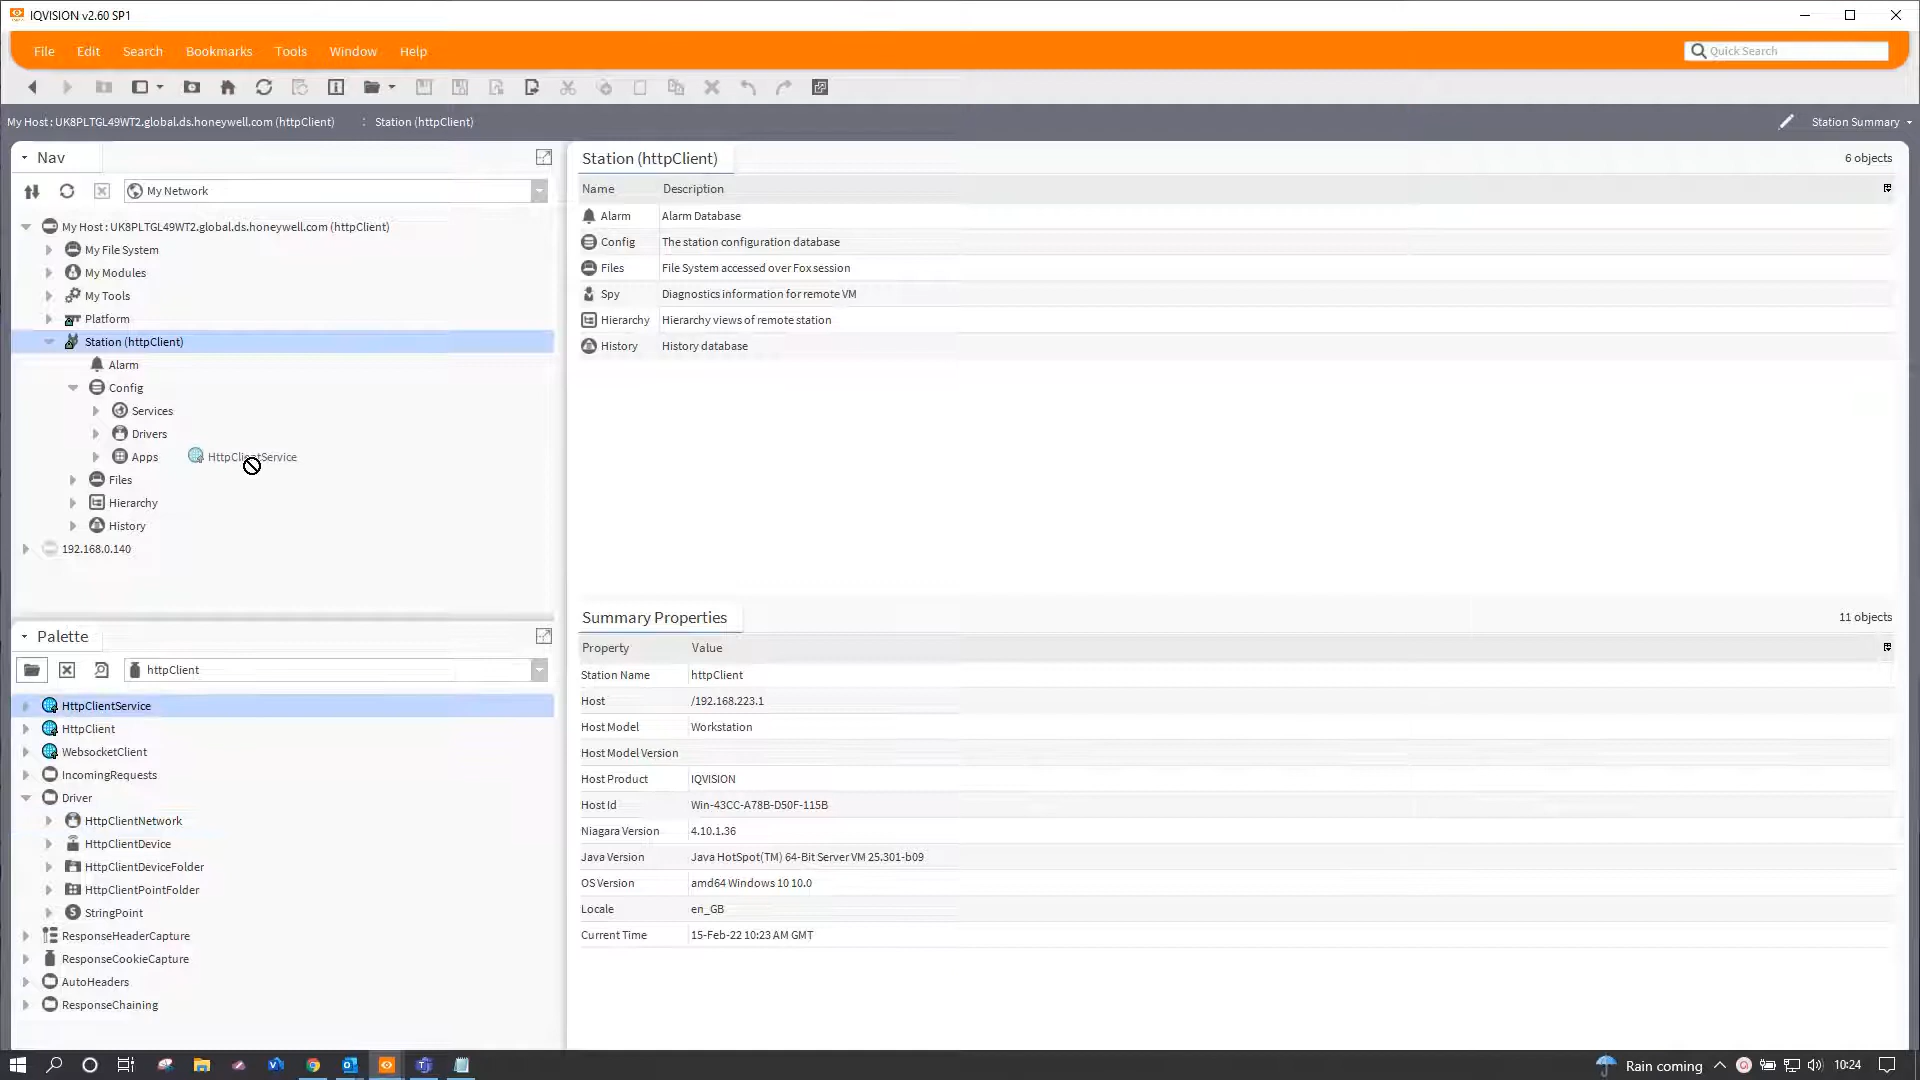 IQVISION v2.60 SP1
File Edit Search Bookmarks Tools Window Help
Quick Search
My Host : UK8PLTGL49WT2.global.ds.honeywell.com (httpClient) : Station (httpClient)
Station Summary
Nav
My Network
My Host : UK8PLTGL49WT2.global.ds.honeywell.com (httpClient)
My File System
My Modules
My Tools
Platform
Station (httpClient)
Alarm
Config
Services
Drivers
Apps
HttpClientService
Files
Hierarchy
History
192.168.0.140
Palette
httpClient
HttpClientService
HttpClient
WebsocketClient
IncomingRequests
Driver
HttpClientNetwork
HttpClientDevice
HttpClientDeviceFolder
HttpClientPointFolder
StringPoint
ResponseHeaderCapture
ResponseCookieCapture
AutoHeaders
ResponseChaining
Station (httpClient)
6 objects
Name Description
Alarm Alarm Database
Config The station configuration database
Files File System accessed over Fox session
Spy Diagnostics information for remote VM
Hierarchy Hierarchy views of remote station
History History database
Summary Properties
11 objects
Property Value
Station Name httpClient
Host /192.168.223.1
Host Model Workstation
Host Model Version
Host Product IQVISION
Host Id Win-43CC-A78B-D50F-115B
Niagara Version 4.10.1.36
Java Version Java HotSpot(TM) 64-Bit Server VM 25.301-b09
OS Version amd64 Windows 10 10.0
Locale en_GB
Current Time 15-Feb-22 10:23 AM GMT
Rain coming
10:24